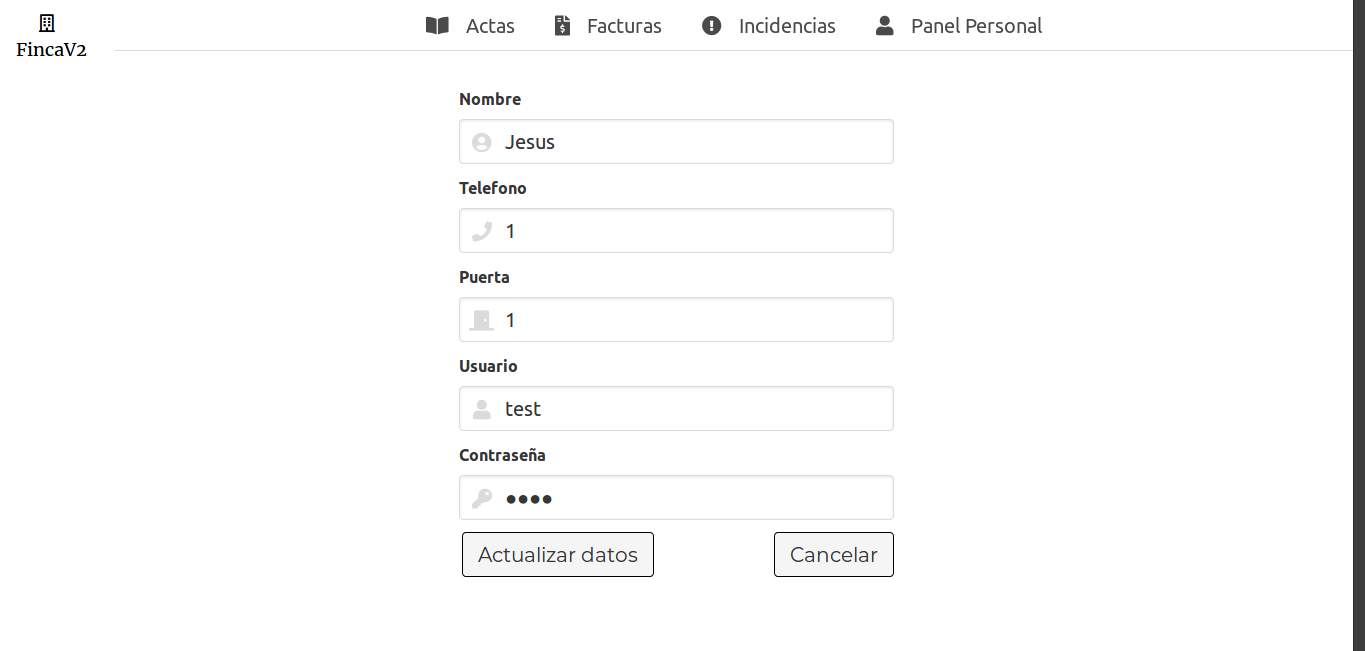 FincaV2
Actas Facturas Incidencias Panel Personal
Nombre
Jesus
Telefono
1
Puerta
1
Usuario
test
Contraseña
••••
Actualizar datos Cancelar